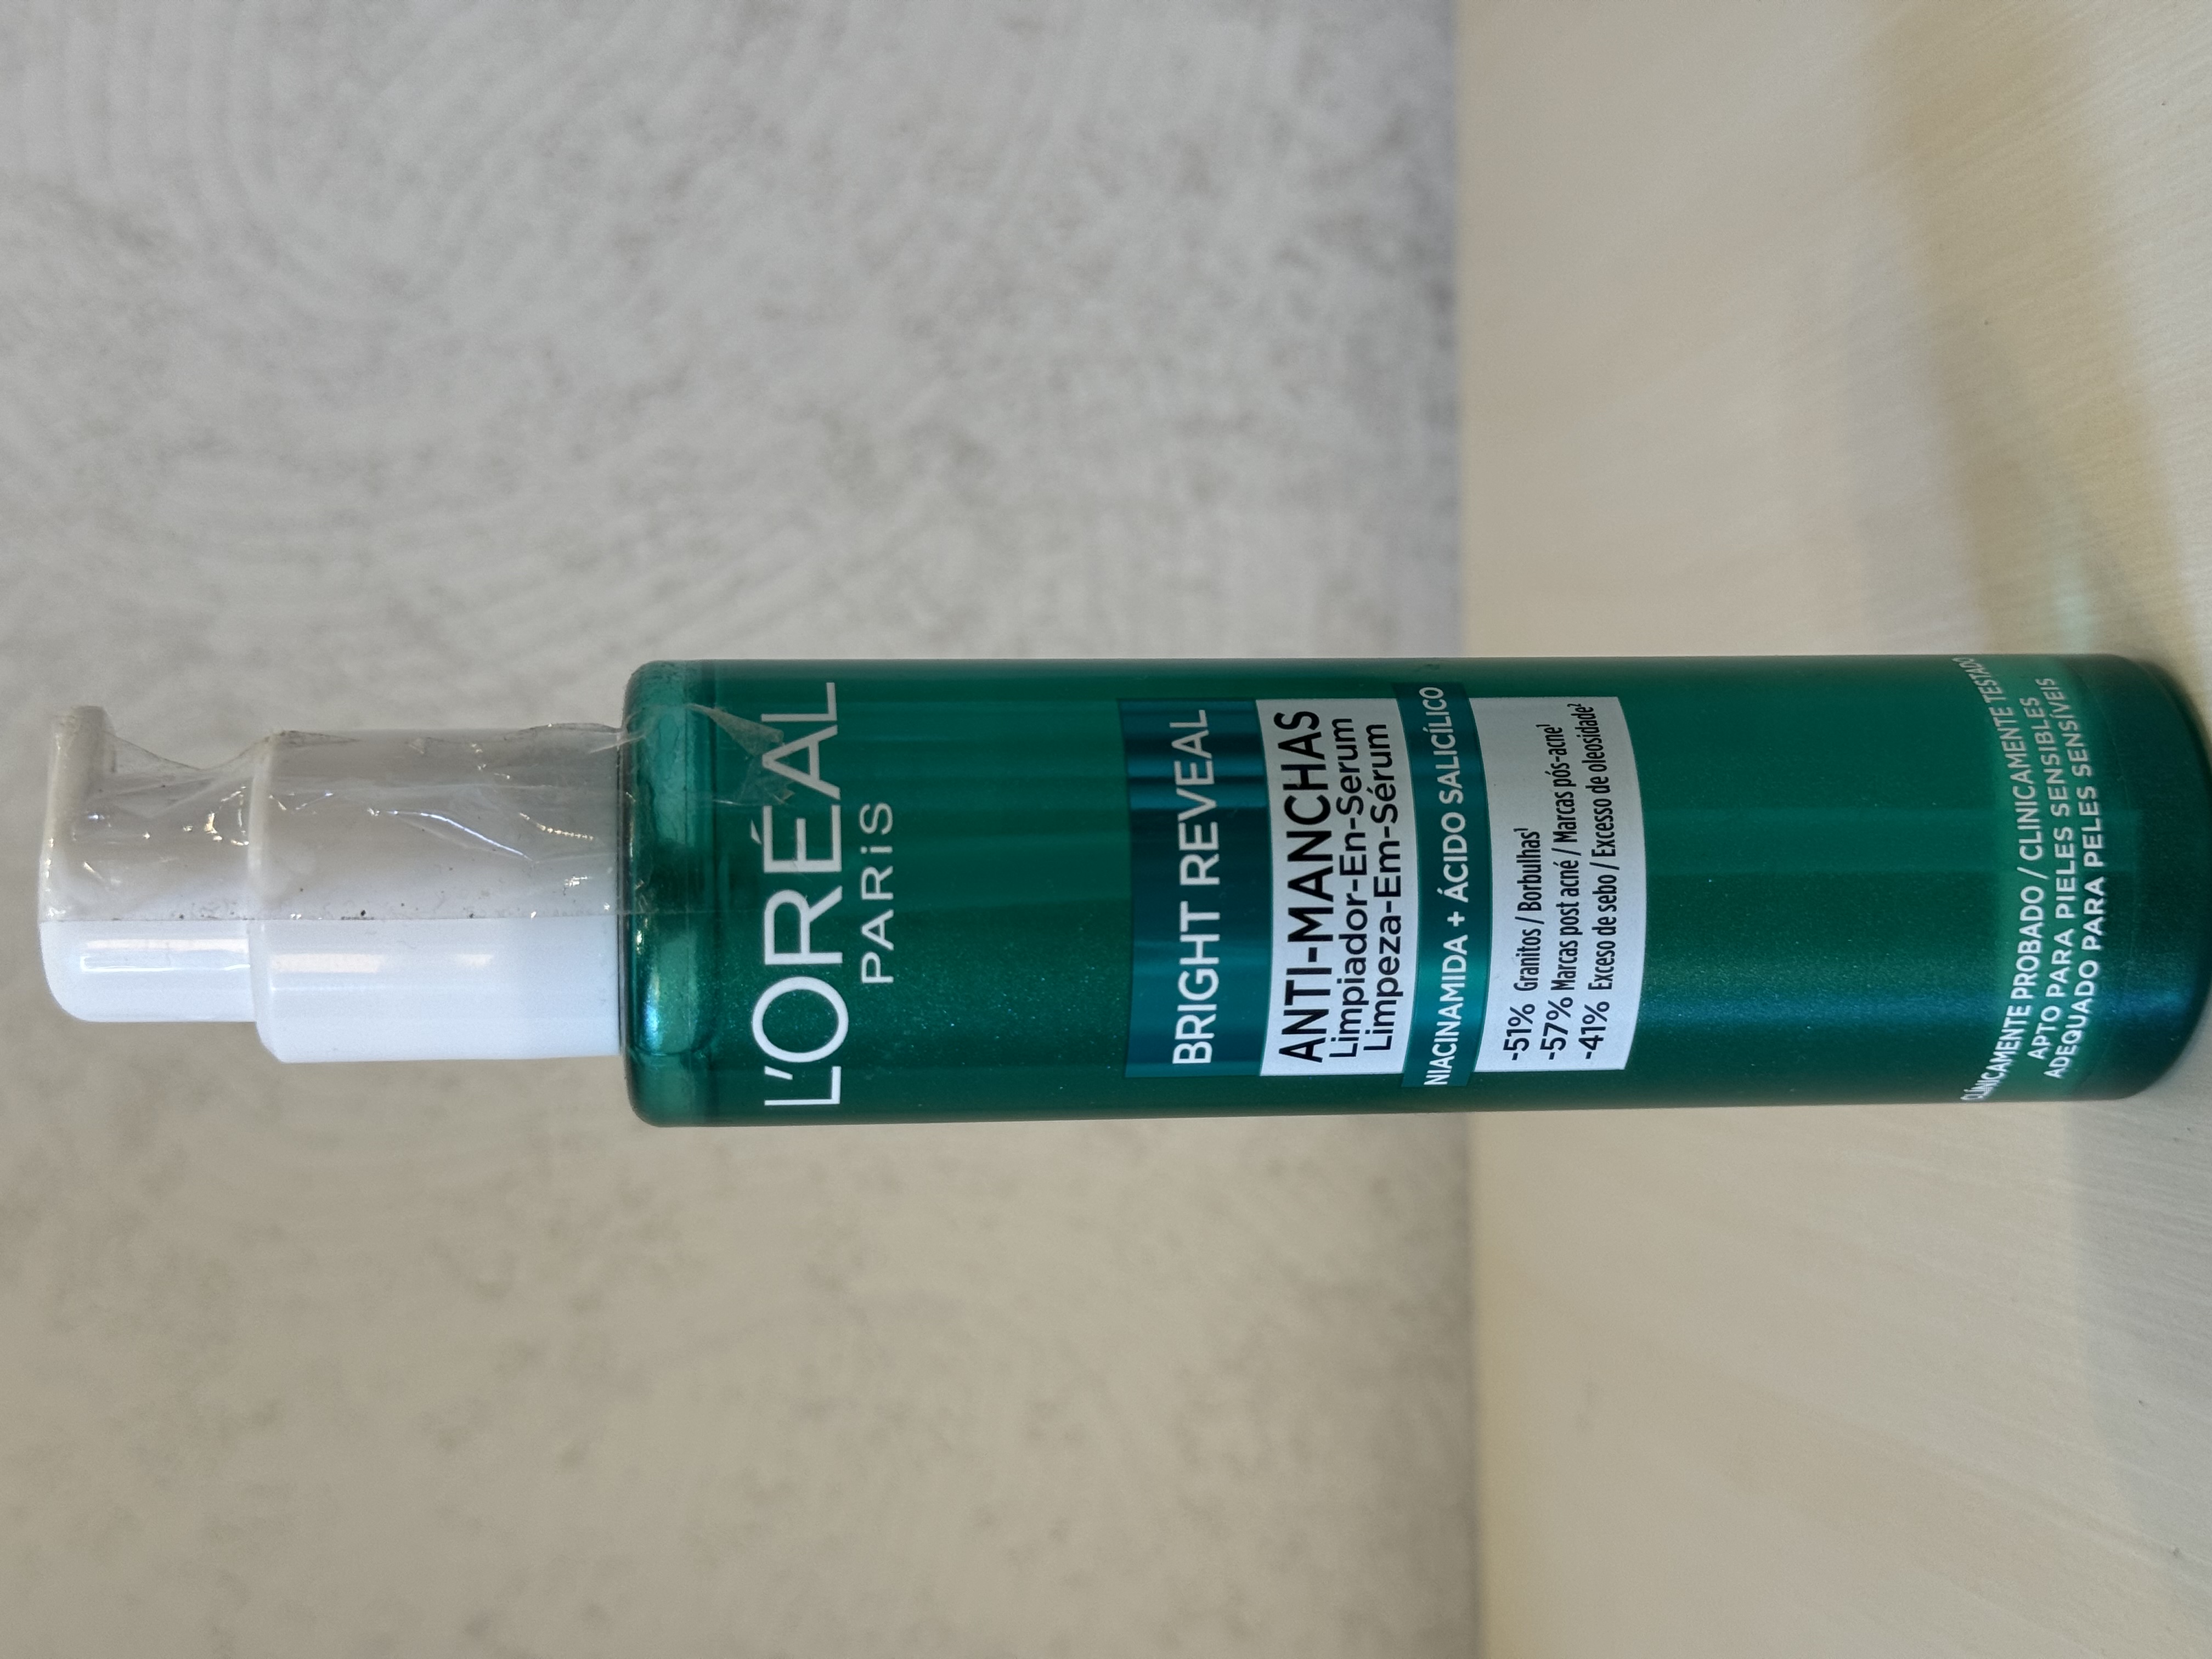 L'ORÉAL
PARiS
BRIGHT REVEAL
ANTI-MANCHAS
Limpiador-En-Serum
Limpeza-Em-Sérum
NIACINAMIDA + ÁCIDO SALICÍLICO
-51% Granitos / Borbulhas¹
-57% Marcas post acné / Marcas pós-acne¹
-41% Exceso de sebo / Excesso de oleosidade²
CLÍNICAMENTE PROBADO / CLINICAMENTE TESTADO
APTO PARA PIELES SENSIBLES
ADEQUADO PARA PELES SENSÍVEIS